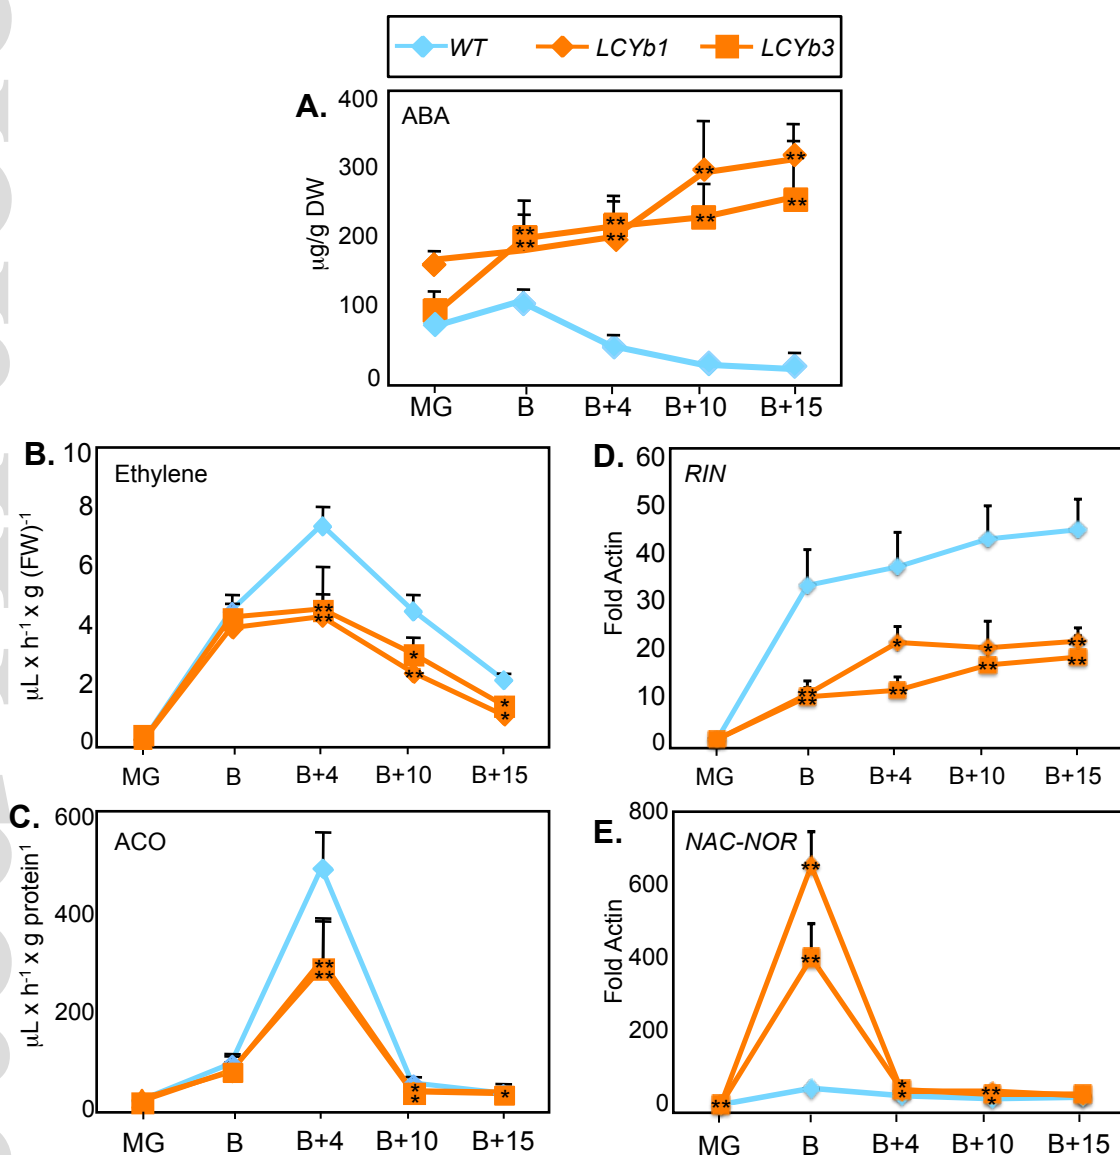 WT LCYb1 LCYb3
A.
ABA
μg/g DW
400
300
200
100
0
MG B B+4 B+10 B+15
B.
Ethylene
μL x h-1 x g (FW)-1
10
8
6
4
2
0
MG B B+4 B+10 B+15
D.
RIN
Fold Actin
60
50
40
30
20
10
0
MG B B+4 B+10 B+15
C.
ACO
μL x h-1 x g protein1
600
400
200
0
MG B B+4 B+10 B+15
E.
NAC-NOR
Fold Actin
800
600
400
200
0
MG B B+4 B+10 B+15